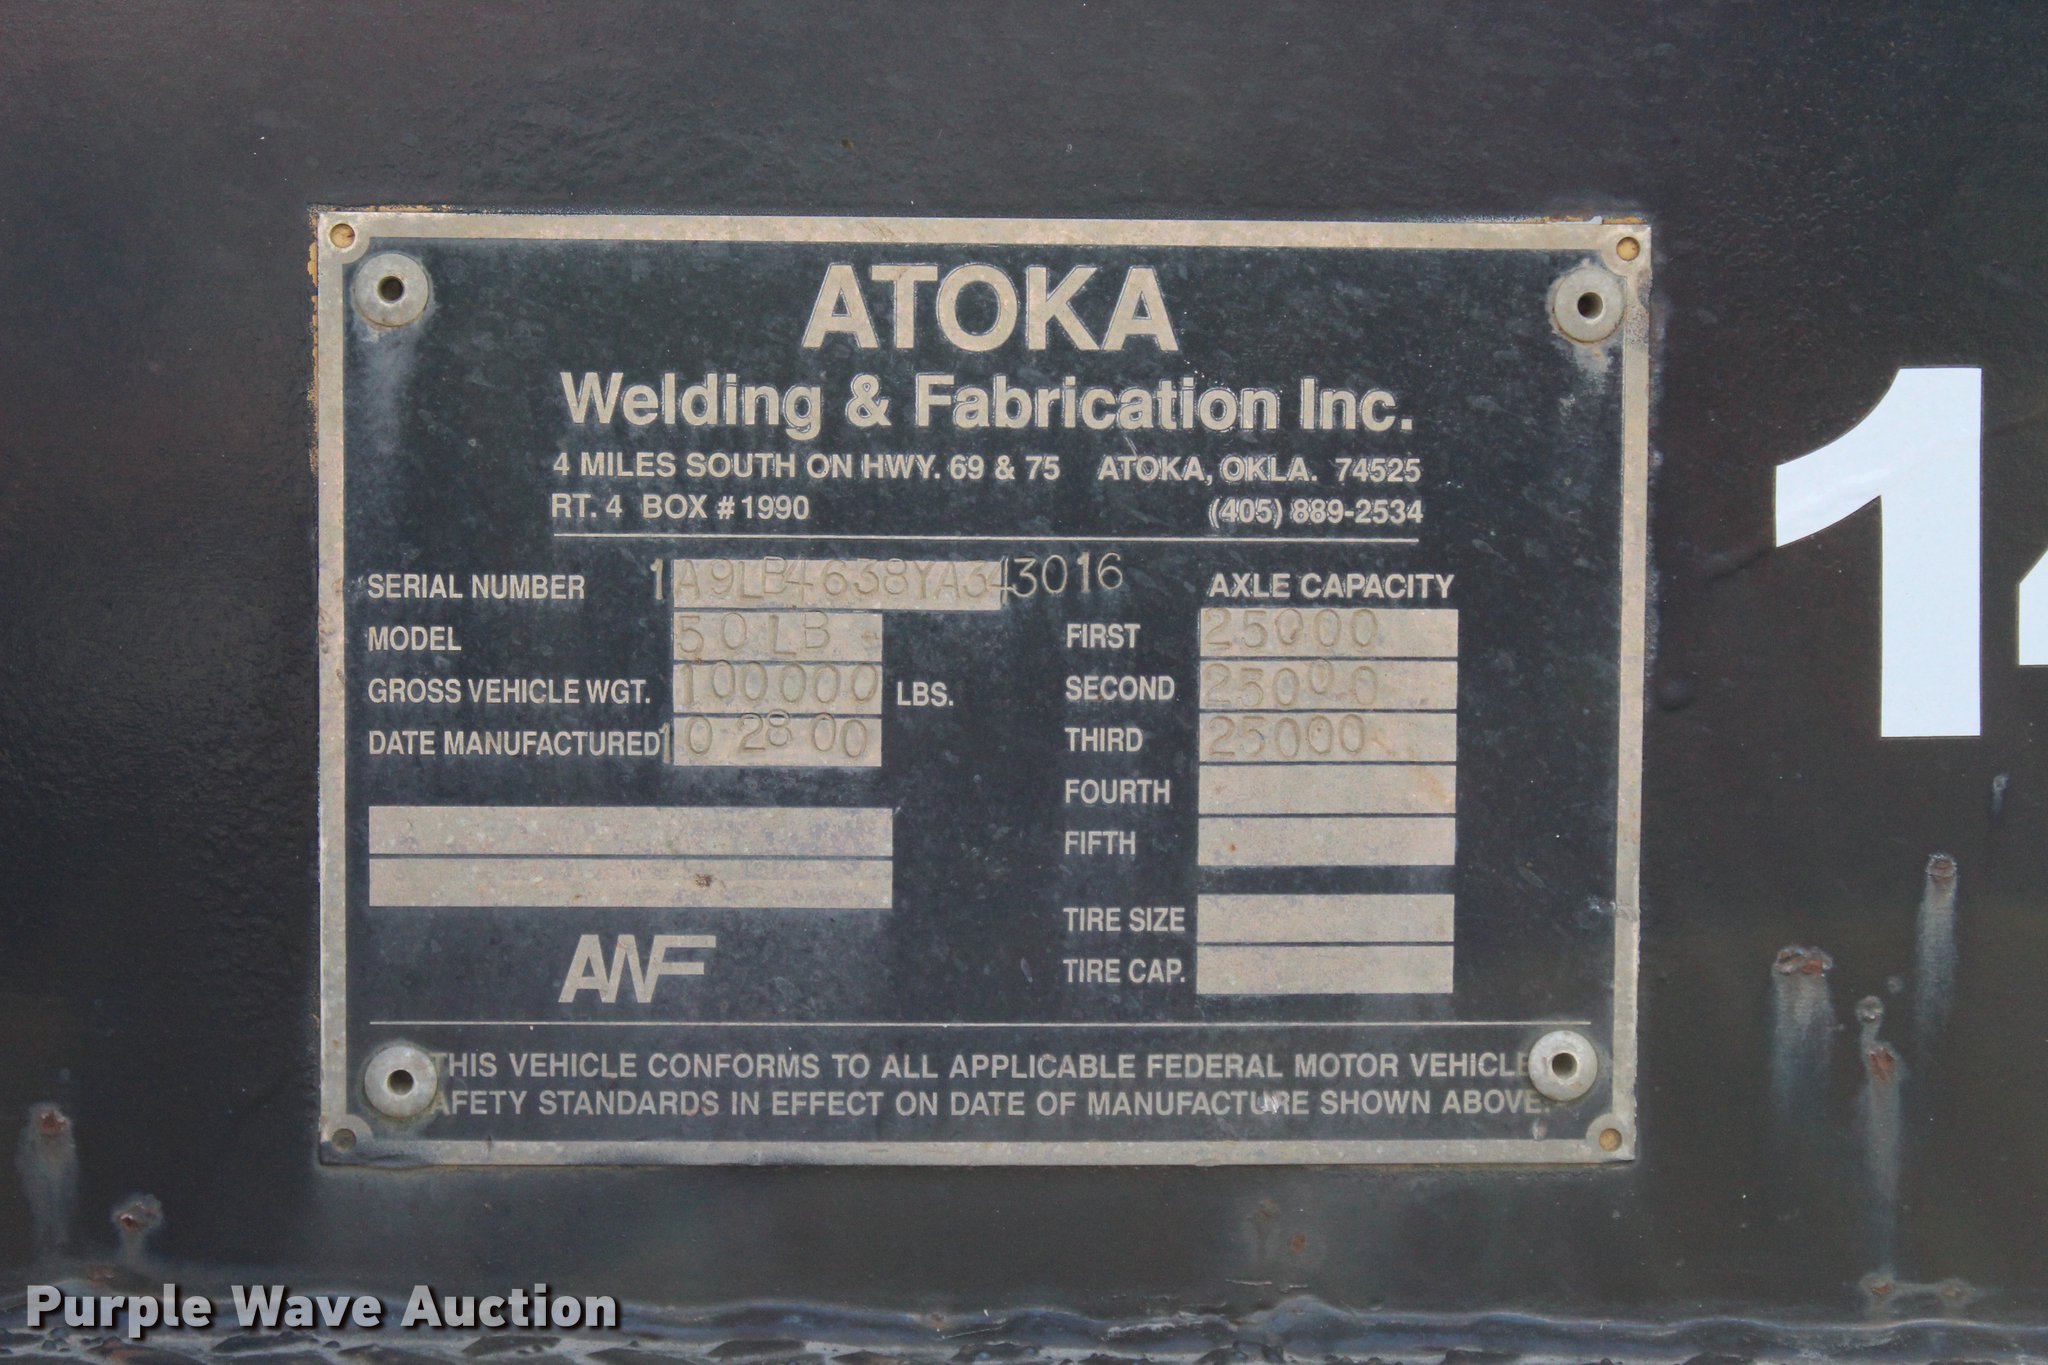 ATOKA
Welding & Fabrication Inc.
4 MILES SOUTH ON HWY. 69 & 75 ATOKA, OKLA. 74525
RT. 4 BOX #1990 (405) 889-2534
SERIAL NUMBER 1A9LB4638YA343016
MODEL 50LB
GROSS VEHICLE WGT. 100000 LBS.
DATE MANUFACTURED 10 28 00
AXLE CAPACITY
FIRST 25000
SECOND 25000
THIRD 25000
FOURTH
FIFTH
TIRE SIZE
TIRE CAP.
AWF
THIS VEHICLE CONFORMS TO ALL APPLICABLE FEDERAL MOTOR VEHICLE
SAFETY STANDARDS IN EFFECT ON DATE OF MANUFACTURE SHOWN ABOVE.
1
Purple Wave Auction